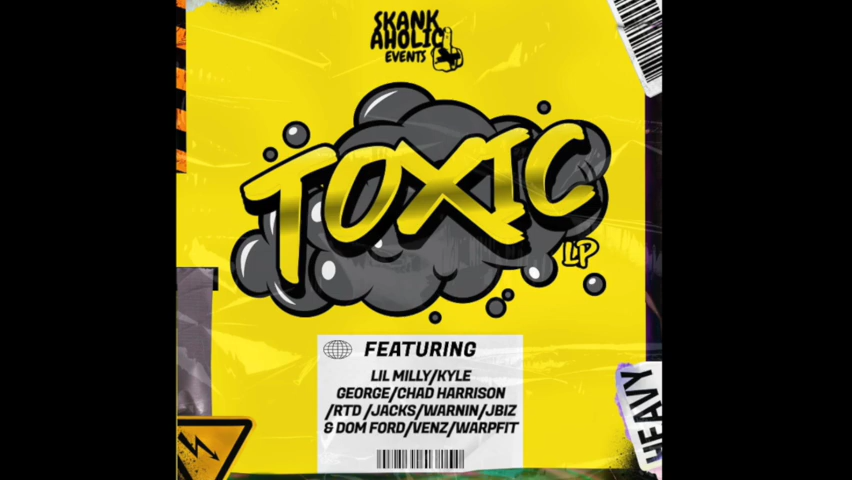 SKANK
AHOLIC
EVENTS
TOXIC
LP
FEATURING
LIL MILLY/KYLE
GEORGE/CHAD HARRISON
/RTD /JACKS/WARNIN/JBIZ
& DOM FORD/VENZ/WARPFIT
HEAVY